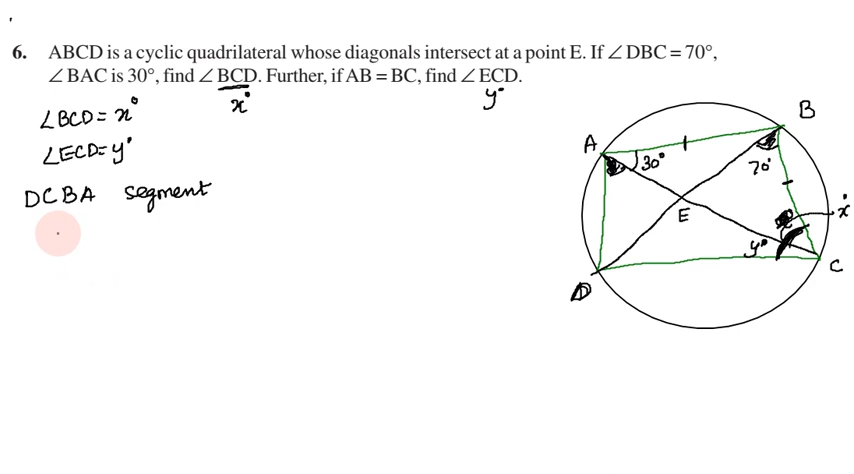 6. ABCD is a cyclic quadrilateral whose diagonals intersect at a point E. If ∠DBC = 70°,
∠BAC is 30°, find ∠BCD. Further, if AB = BC, find ∠ECD.
x°
y°
∠BCD = x°
∠ECD = y°
DCBA segment
A
B
30°
70°
E
x°
y°
C
D